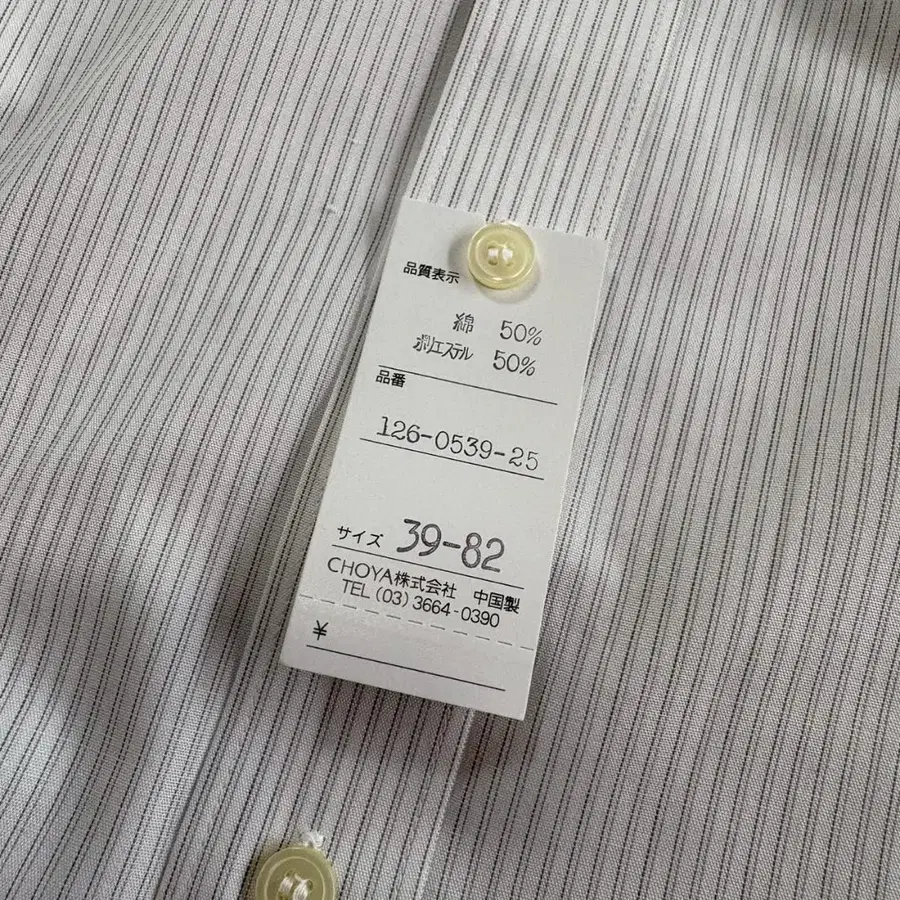 品質表示
綿 50%
ポリエステル 50%
品番
126-0539-25
サイズ 39-82
CHOYA株式会社 中国製
TEL (03) 3664-0390
¥